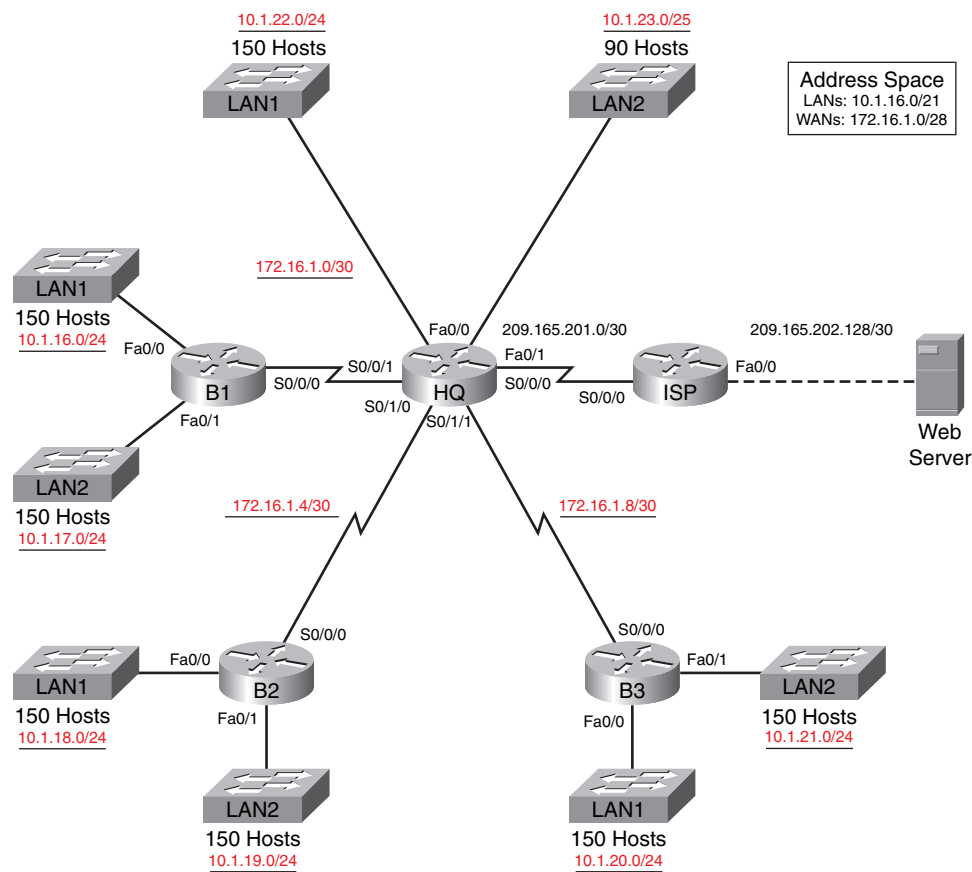 10.1.22.0/24
150 Hosts
LAN1
10.1.23.0/25
90 Hosts
LAN2
Address Space
LANs: 10.1.16.0/21
WANs: 172.16.1.0/28
172.16.1.0/30
LAN1
150 Hosts
10.1.16.0/24
Fa0/0
B1
Fa0/1
S0/0/0
S0/0/1
Fa0/0
HQ
S0/1/0
S0/1/1
209.165.201.0/30
Fa0/1
S0/0/0
S0/0/0
ISP
Fa0/0
209.165.202.128/30
Web
Server
LAN2
150 Hosts
10.1.17.0/24
172.16.1.4/30
172.16.1.8/30
S0/0/0
Fa0/0
B2
Fa0/1
LAN1
150 Hosts
10.1.18.0/24
LAN2
150 Hosts
10.1.19.0/24
S0/0/0
Fa0/1
B3
Fa0/0
LAN2
150 Hosts
10.1.21.0/24
LAN1
150 Hosts
10.1.20.0/24